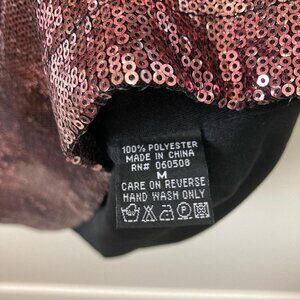 100% POLYESTER
MADE IN CHINA
RN# 060508
M
CARE ON REVERSE
HAND WASH ONLY